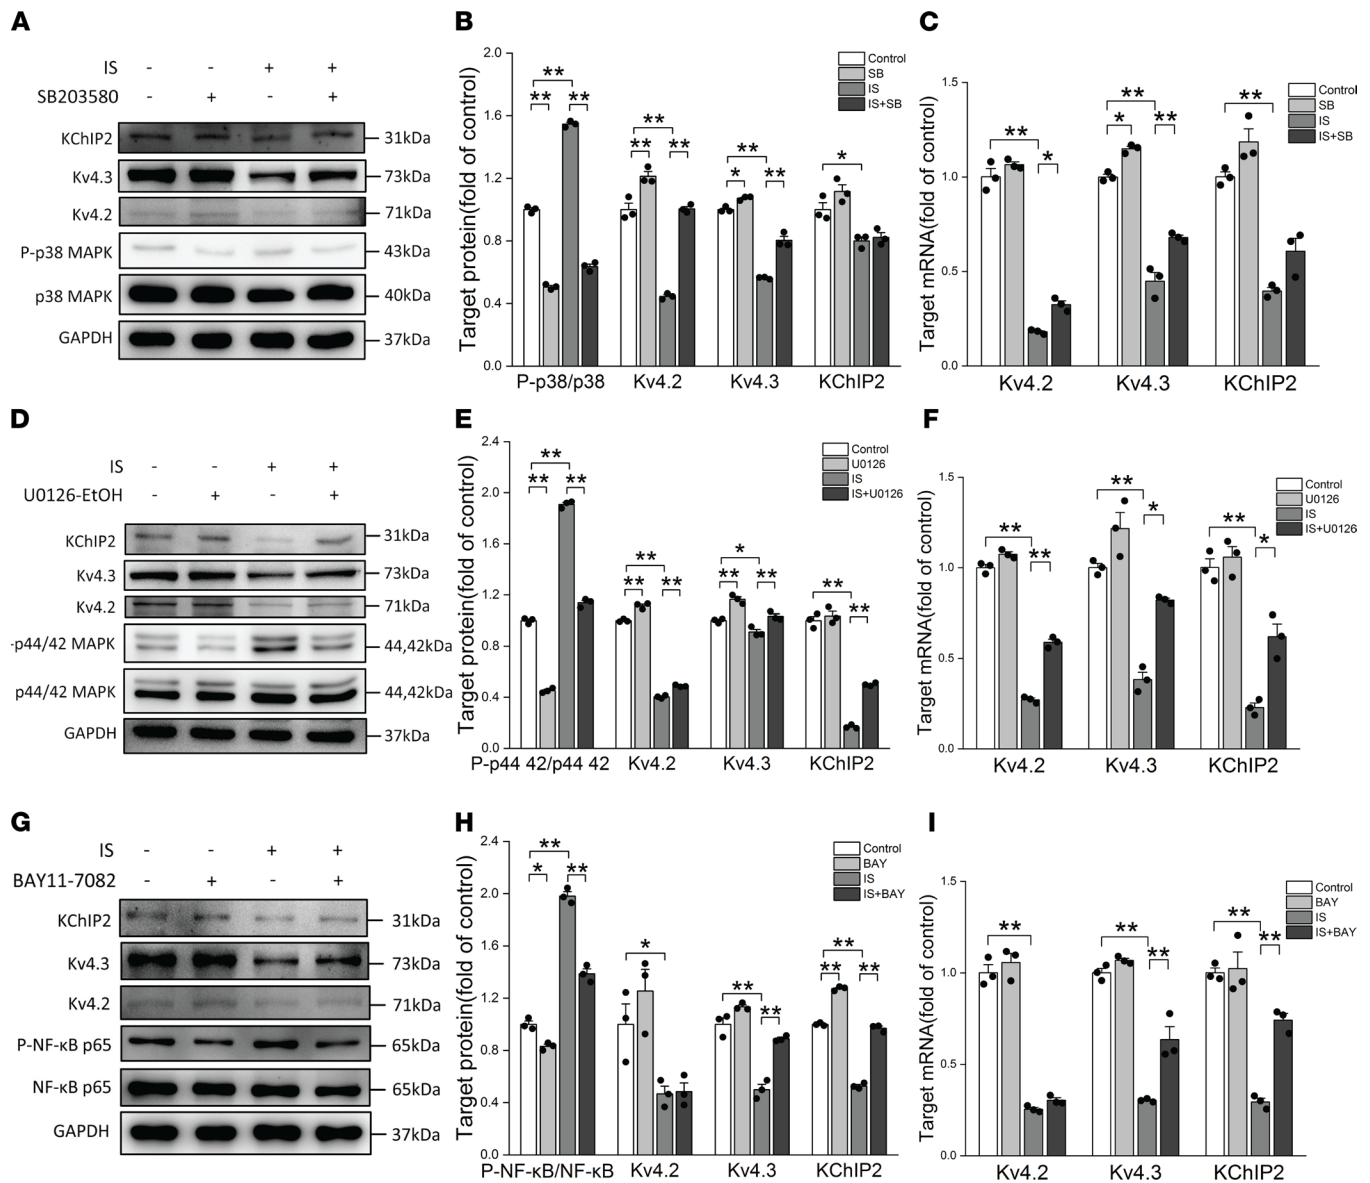 A
IS - - + +
SB203580 - + - +
KChIP2 31kDa
Kv4.3 73kDa
Kv4.2 71kDa
P-p38 MAPK 43kDa
p38 MAPK 40kDa
GAPDH 37kDa
B
Target protein(fold of control)
2.0
1.6
1.2
0.8
0.4
0.0
Control
SB
IS
IS+SB
** ** **
** ** **
** * **
*
P-p38/p38 Kv4.2 Kv4.3 KChIP2
C
Target mRNA(fold of control)
1.5
1.0
0.5
0.0
Control
SB
IS
IS+SB
** *
** * **
**
Kv4.2 Kv4.3 KChIP2
D
IS - - + +
U0126-EtOH - + - +
KChIP2 31kDa
Kv4.3 73kDa
Kv4.2 71kDa
-p44/42 MAPK 44,42kDa
p44/42 MAPK 44,42kDa
GAPDH 37kDa
E
Target protein(fold of control)
2.4
2.0
1.6
1.2
0.8
0.4
0.0
Control
U0126
IS
IS+U0126
** ** **
** ** **
* ** **
** **
P-p44 42/p44 42 Kv4.2 Kv4.3 KChIP2
F
Target mRNA(fold of control)
1.5
1.0
0.5
0.0
Control
U0126
IS
IS+U0126
** **
** *
** *
Kv4.2 Kv4.3 KChIP2
G
IS - - + +
BAY11-7082 - + - +
KChIP2 31kDa
Kv4.3 73kDa
Kv4.2 71kDa
P-NF-κB p65 65kDa
NF-κB p65 65kDa
GAPDH 37kDa
H
Target protein(fold of control)
2.4
2.0
1.6
1.2
0.8
0.4
0.0
Control
BAY
IS
IS+BAY
** * **
*
** **
** ** **
P-NF-κB/NF-κB Kv4.2 Kv4.3 KChIP2
I
Target mRNA(fold of control)
1.5
1.0
0.5
0.0
Control
BAY
IS
IS+BAY
**
** **
** **
Kv4.2 Kv4.3 KChIP2